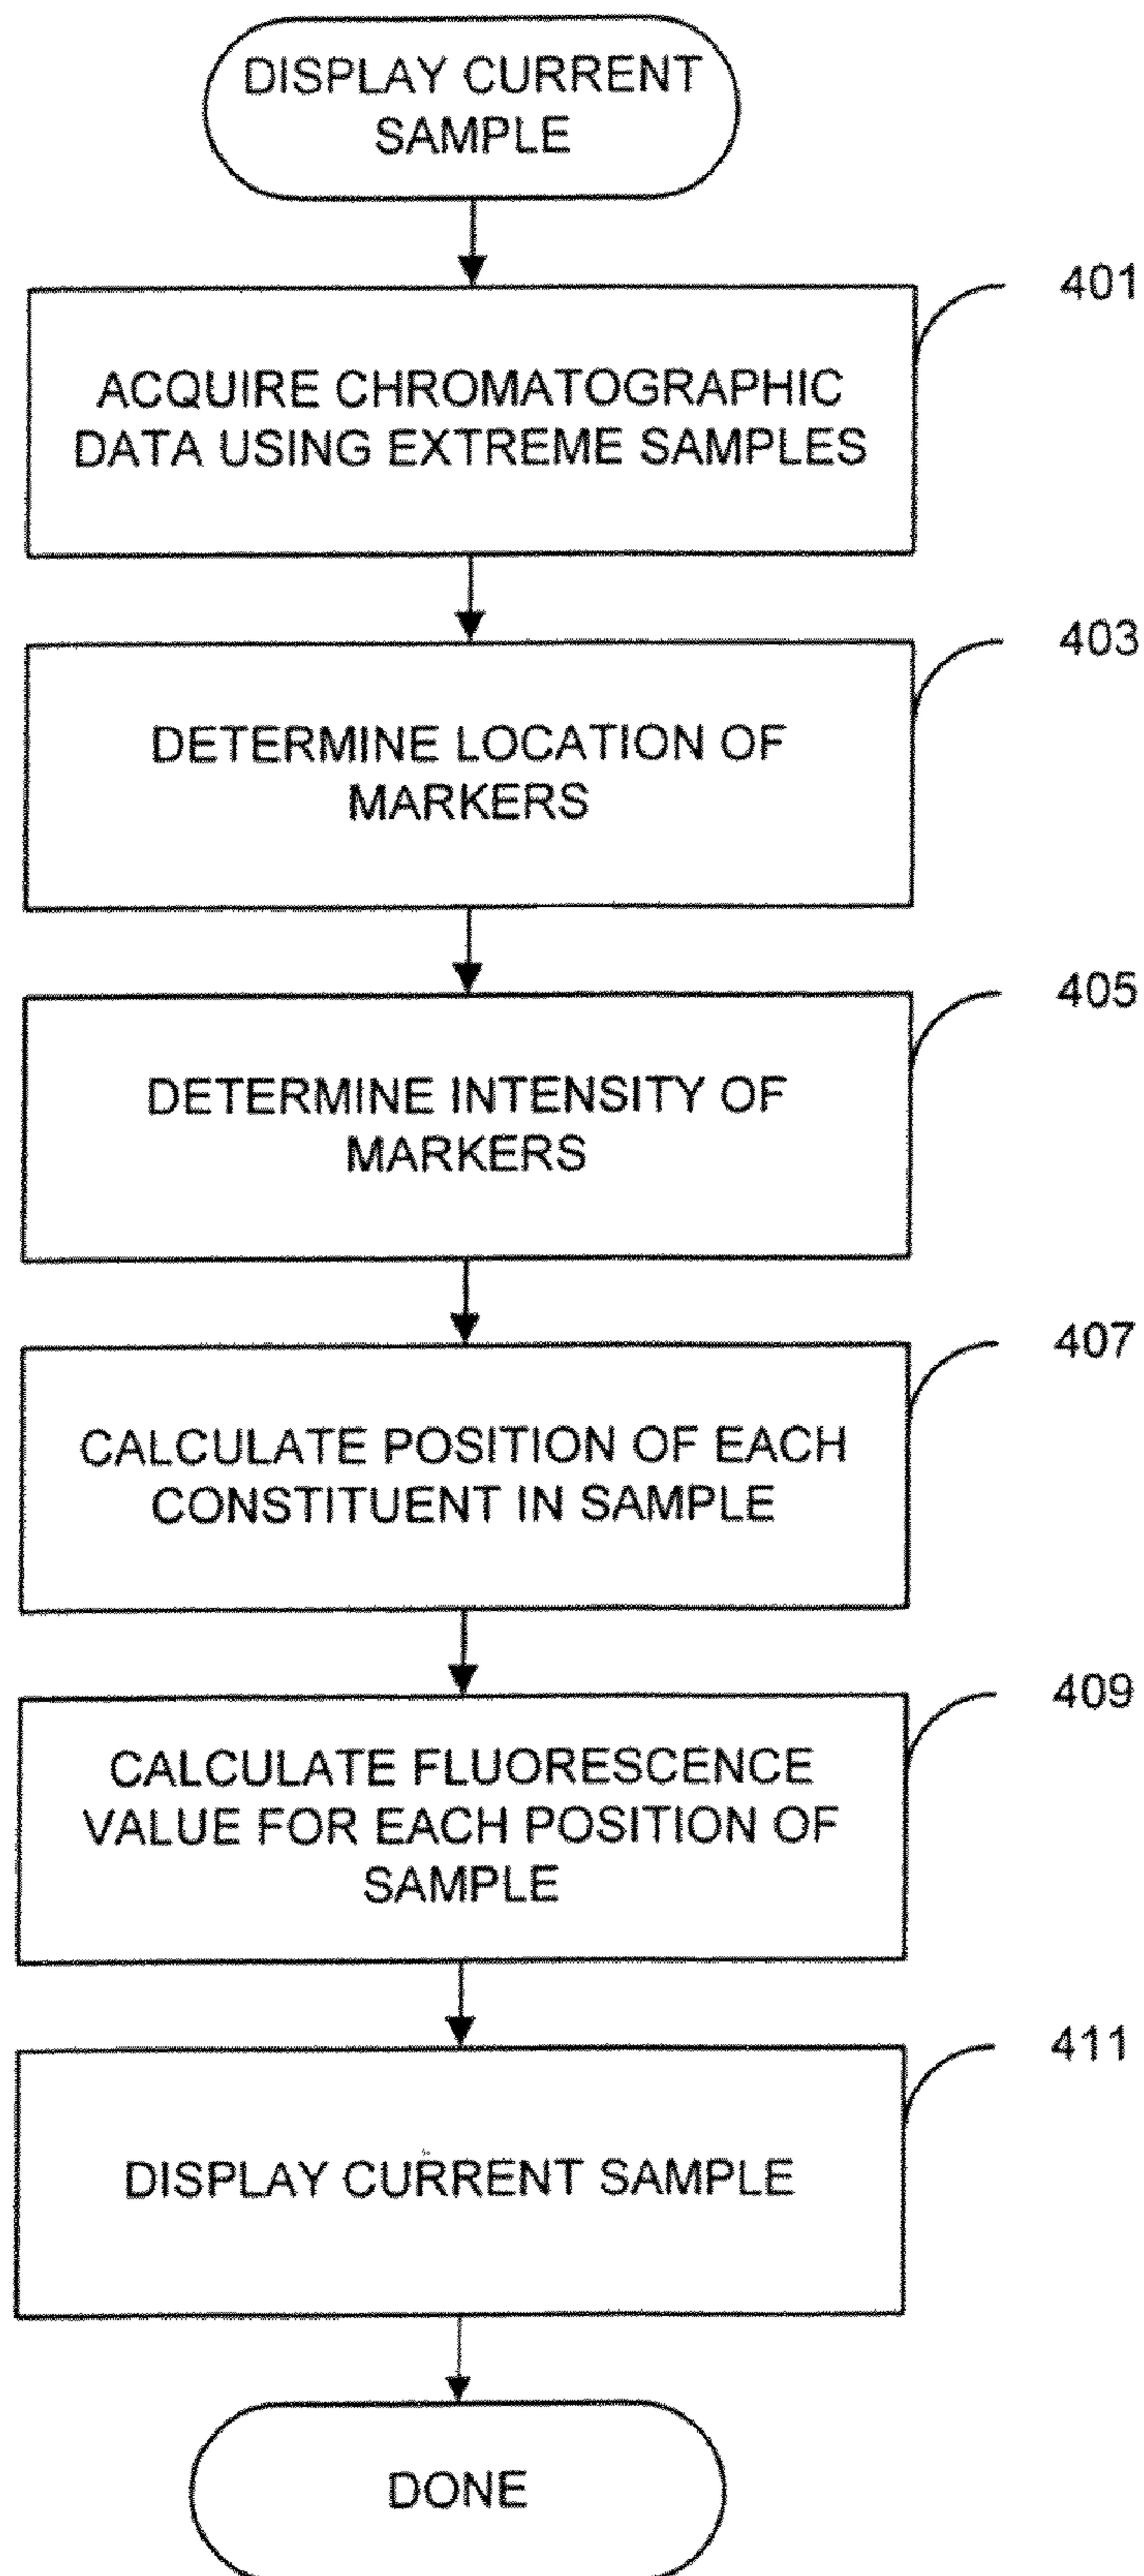 DISPLAY CURRENT
SAMPLE
401
ACQUIRE CHROMATOGRAPHIC
DATA USING EXTREME SAMPLES
403
DETERMINE LOCATION OF
MARKERS
405
DETERMINE INTENSITY OF
MARKERS
407
CALCULATE POSITION OF EACH
CONSTITUENT IN SAMPLE
409
CALCULATE FLUORESCENCE
VALUE FOR EACH POSITION OF
SAMPLE
411
DISPLAY CURRENT SAMPLE
DONE